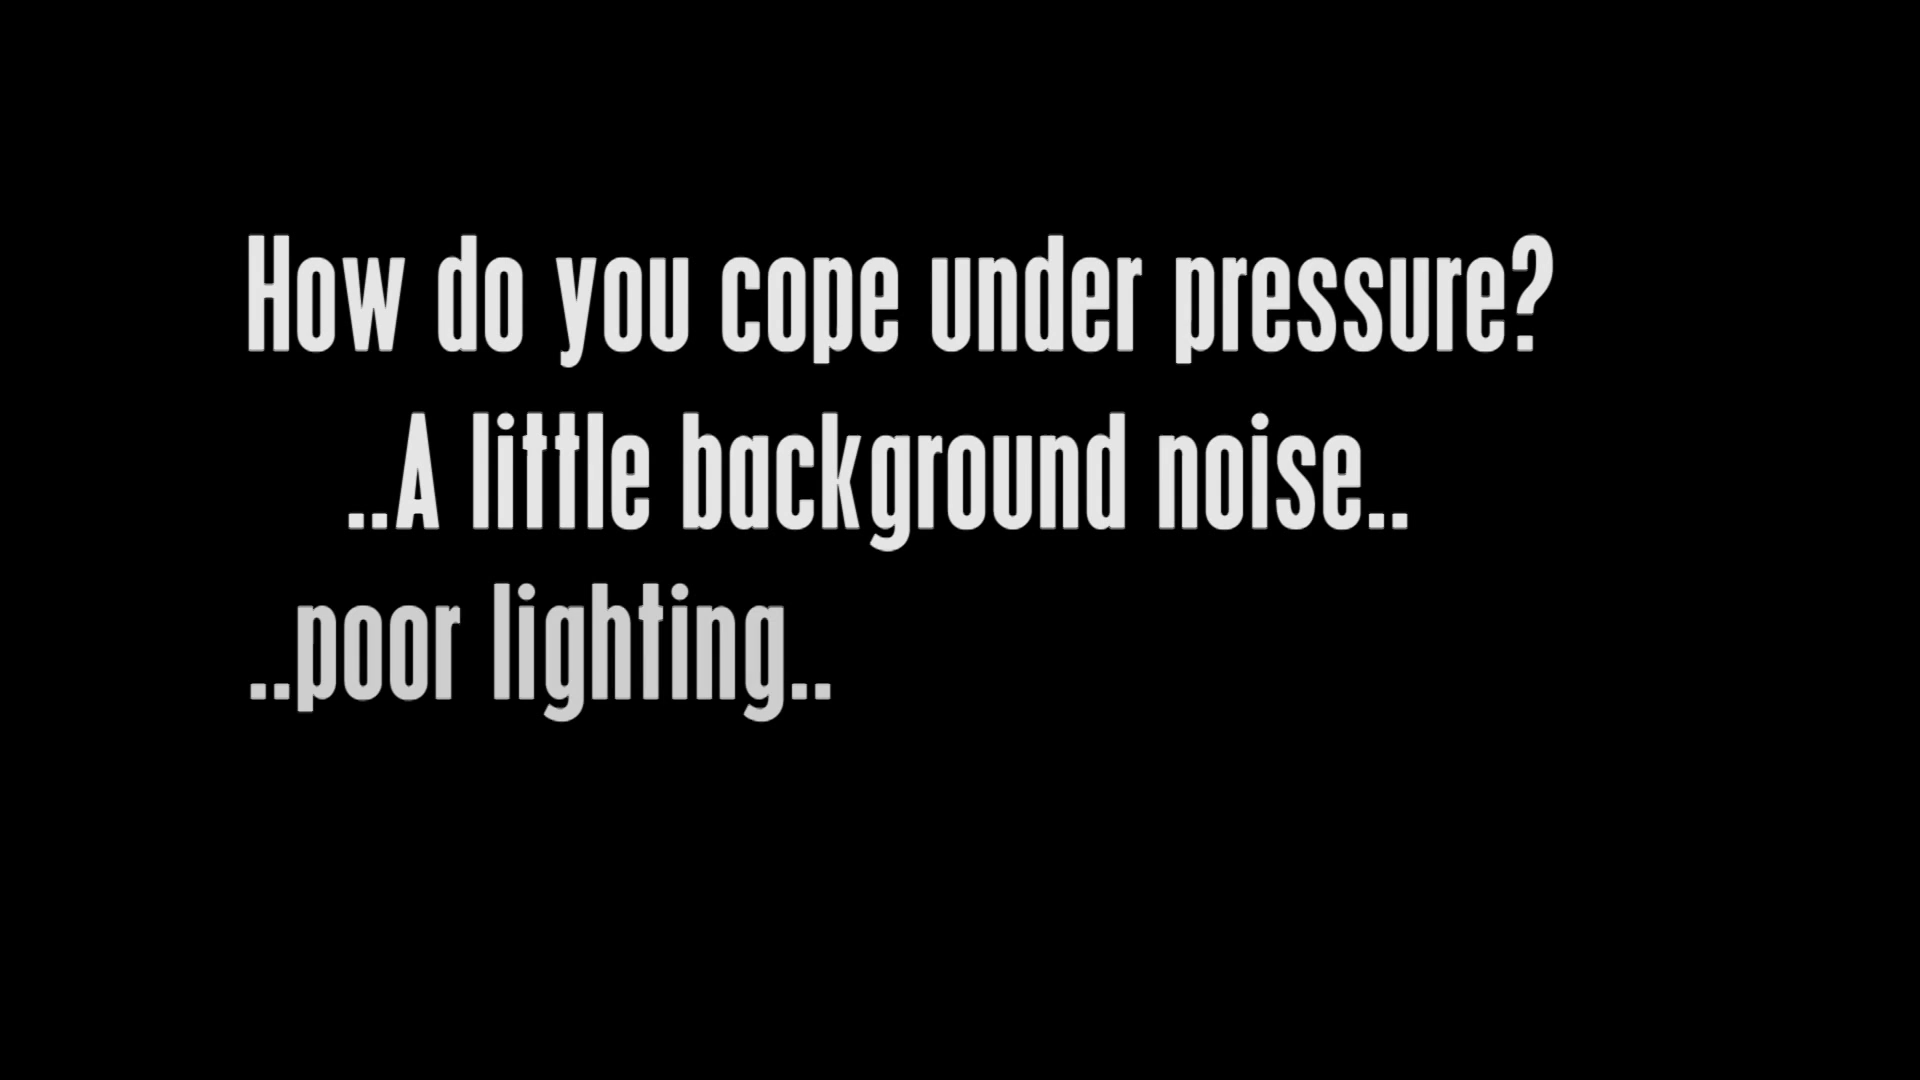 How do you cope under pressure?
..A little background noise..
..poor lighting..